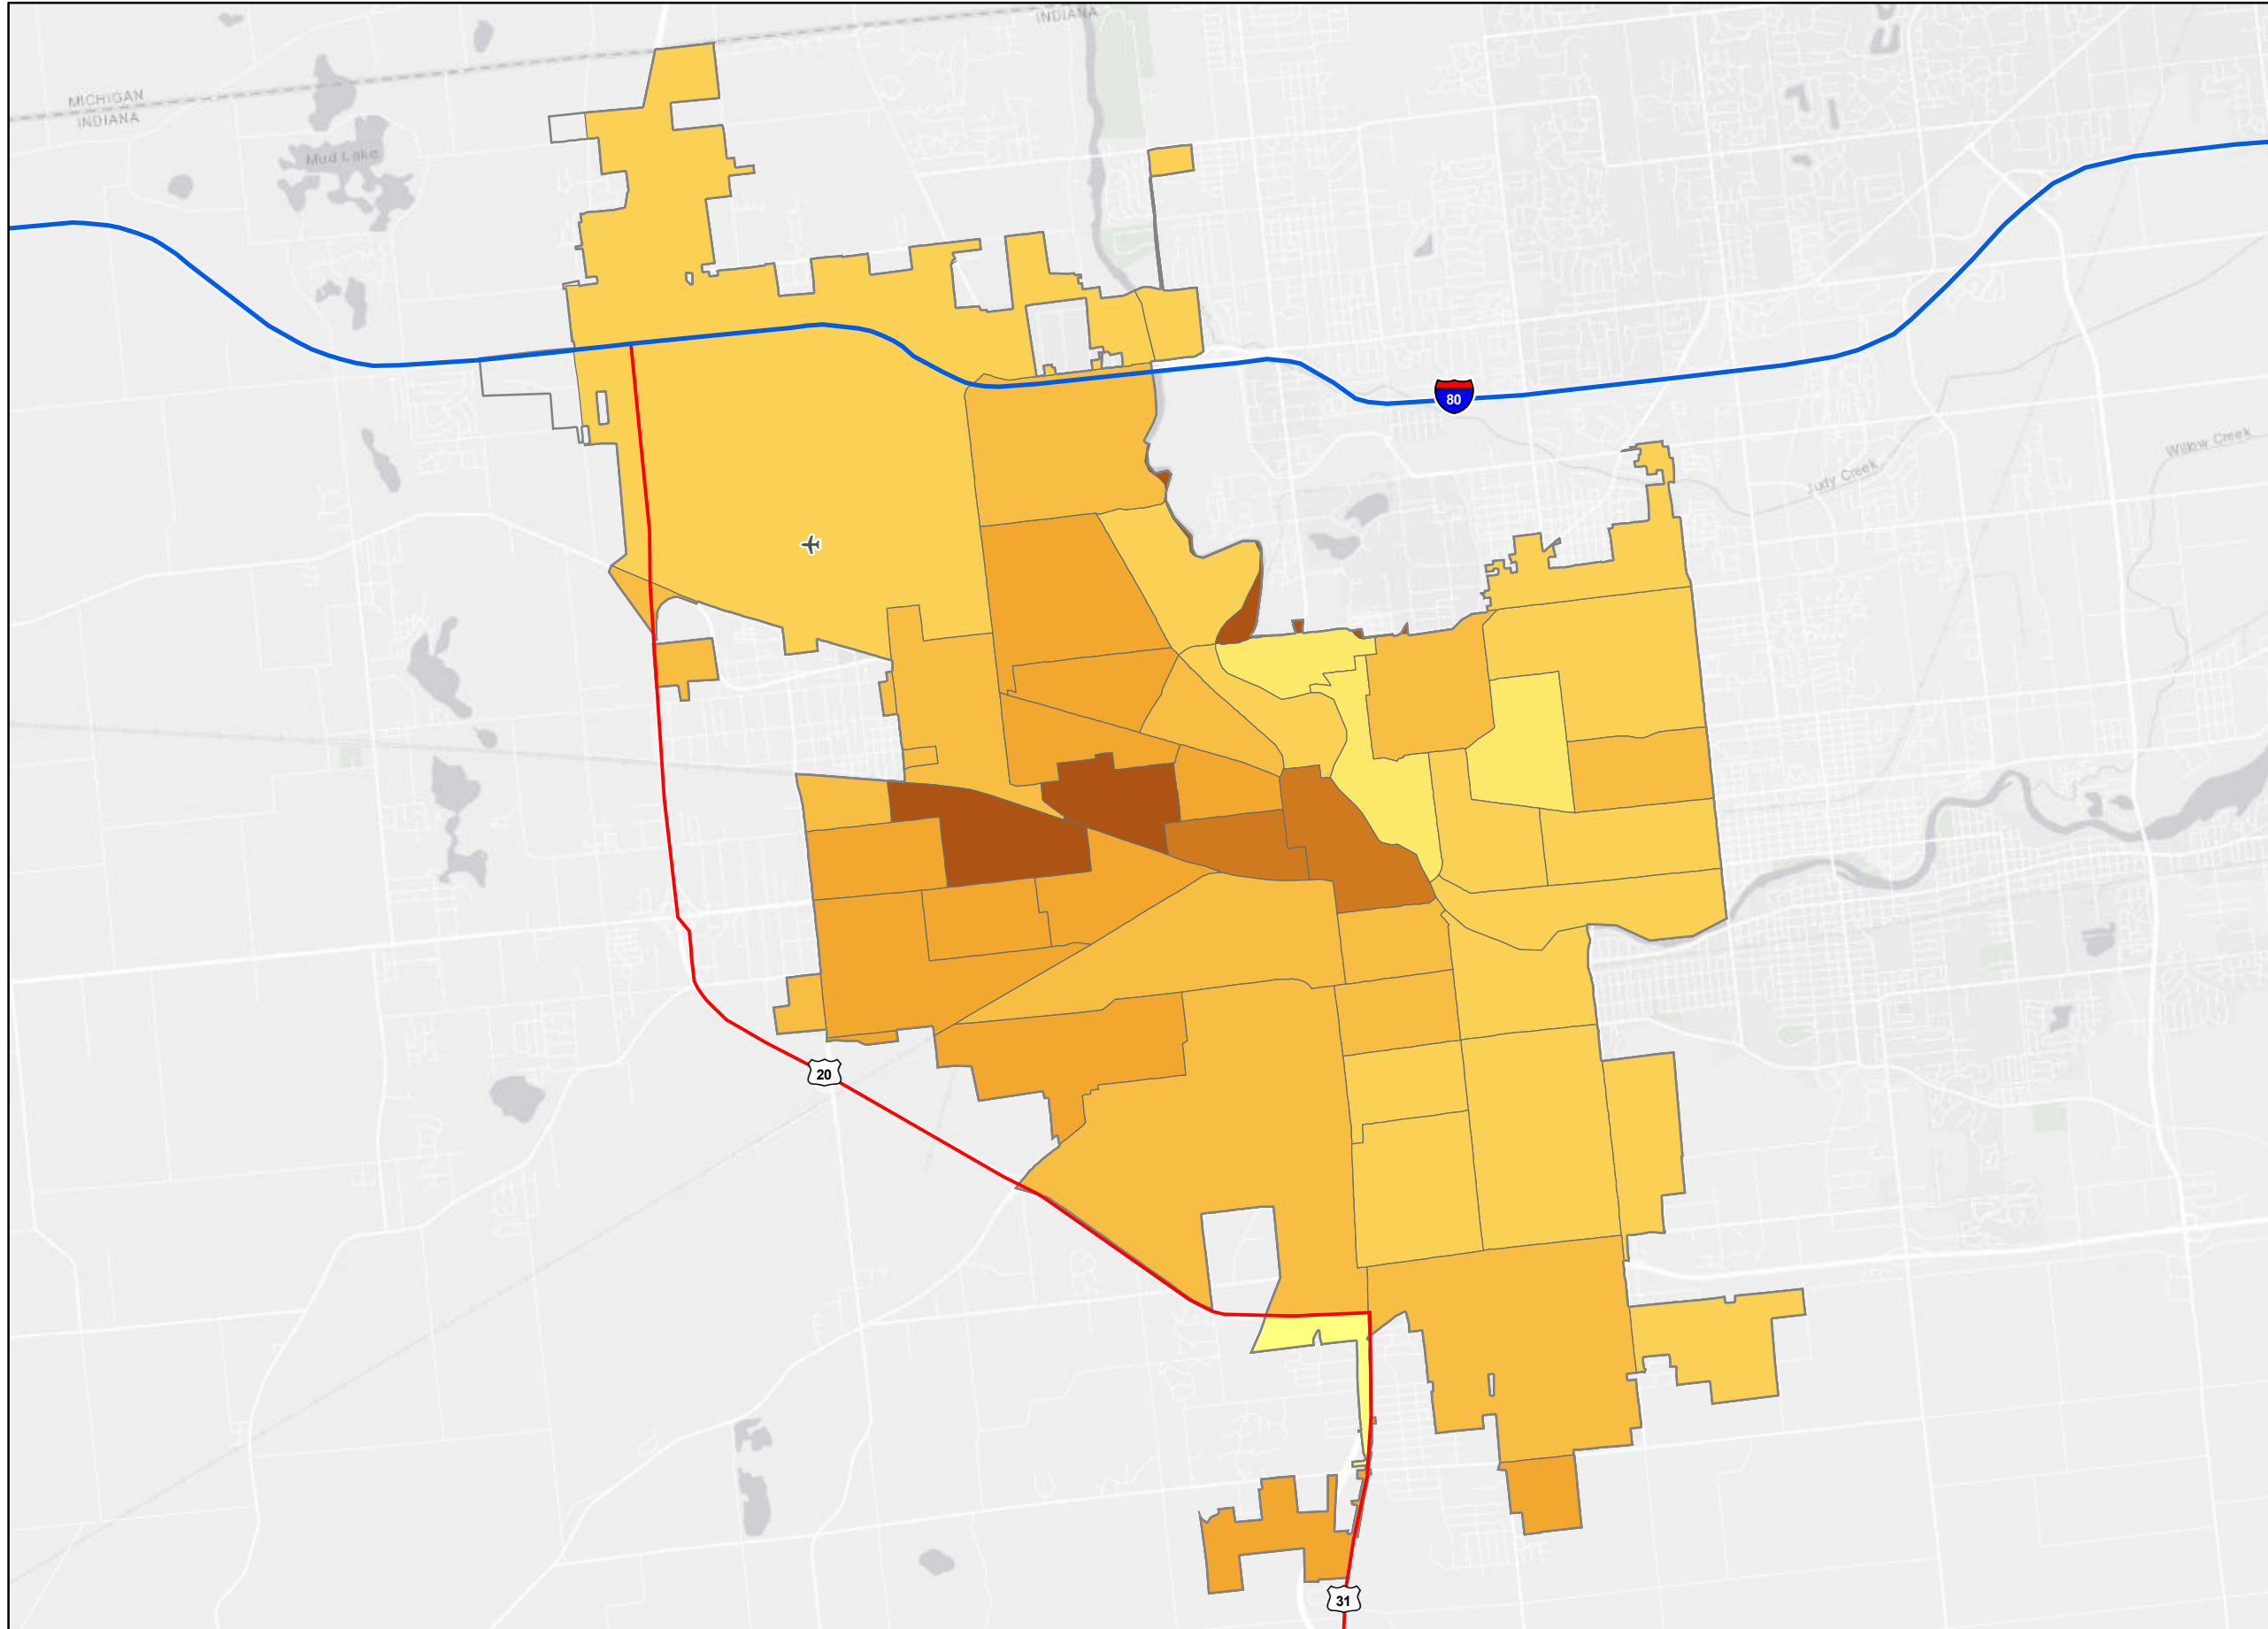 INDIANA
MICHIGAN
INDIANA
Mud Lake
80
Willow Creek
Judy Creek
20
31